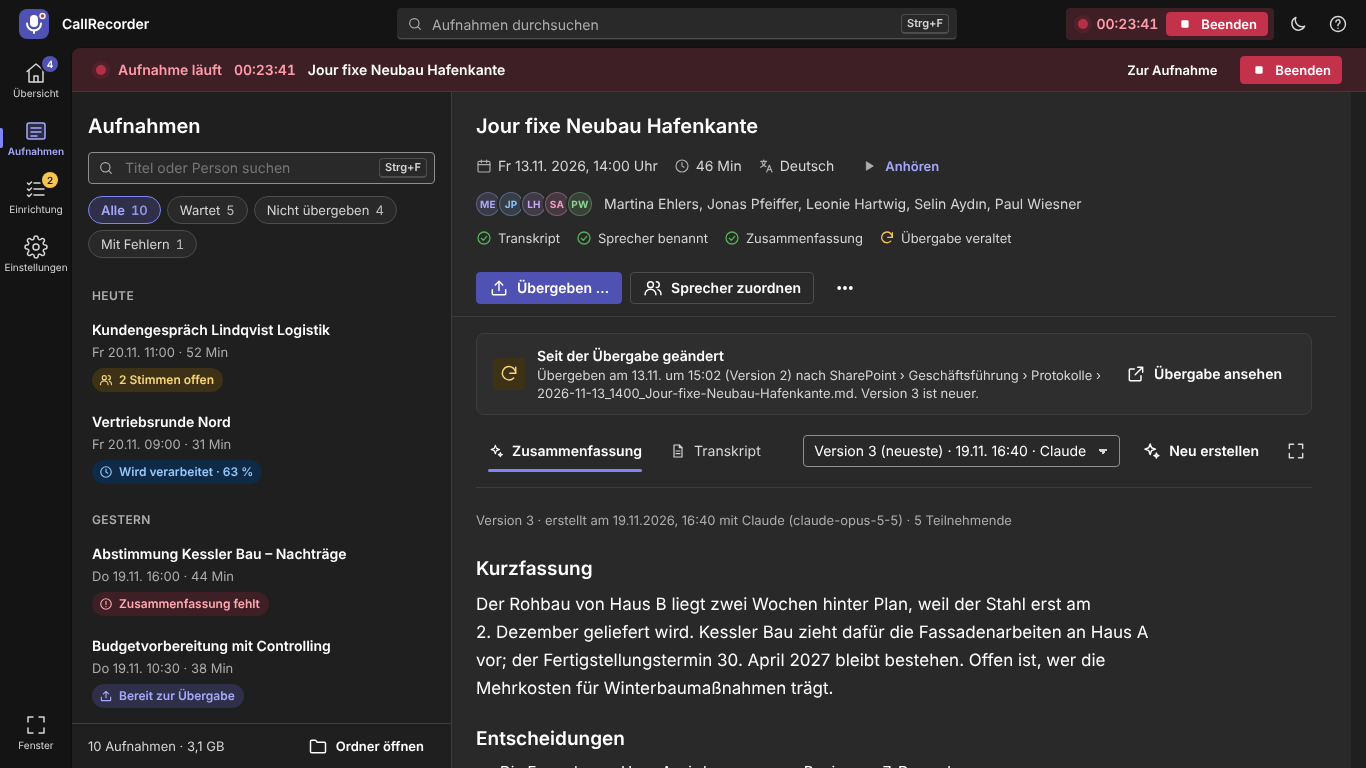 CallRecorder
Aufnahmen durchsuchen
Strg+F
00:23:41
Beenden
Aufnahme läuft 00:23:41 Jour fixe Neubau Hafenkante
Zur Aufnahme
Beenden
4
Übersicht
Aufnahmen
2
Einrichtung
Einstellungen
Fenster
Aufnahmen
Titel oder Person suchen
Strg+F
Alle 10
Wartet 5
Nicht übergeben 4
Mit Fehlern 1
HEUTE
Kundengespräch Lindqvist Logistik
Fr 20.11. 11:00 · 52 Min
2 Stimmen offen
Vertriebsrunde Nord
Fr 20.11. 09:00 · 31 Min
Wird verarbeitet · 63 %
GESTERN
Abstimmung Kessler Bau – Nachträge
Do 19.11. 16:00 · 44 Min
Zusammenfassung fehlt
Budgetvorbereitung mit Controlling
Do 19.11. 10:30 · 38 Min
Bereit zur Übergabe
10 Aufnahmen · 3,1 GB
Ordner öffnen
Jour fixe Neubau Hafenkante
Fr 13.11. 2026, 14:00 Uhr
46 Min
Deutsch
Anhören
ME JP LH SA PW
Martina Ehlers, Jonas Pfeiffer, Leonie Hartwig, Selin Aydın, Paul Wiesner
Transkript
Sprecher benannt
Zusammenfassung
Übergabe veraltet
Übergeben ...
Sprecher zuordnen
Seit der Übergabe geändert
Übergeben am 13.11. um 15:02 (Version 2) nach SharePoint › Geschäftsführung › Protokolle ›
2026-11-13_1400_Jour-fixe-Neubau-Hafenkante.md. Version 3 ist neuer.
Übergabe ansehen
Zusammenfassung
Transkript
Version 3 (neueste) · 19.11. 16:40 · Claude
Neu erstellen
Version 3 · erstellt am 19.11.2026, 16:40 mit Claude (claude-opus-5-5) · 5 Teilnehmende
Kurzfassung
Der Rohbau von Haus B liegt zwei Wochen hinter Plan, weil der Stahl erst am
2. Dezember geliefert wird. Kessler Bau zieht dafür die Fassadenarbeiten an Haus A
vor; der Fertigstellungstermin 30. April 2027 bleibt bestehen. Offen ist, wer die
Mehrkosten für Winterbaumaßnahmen trägt.
Entscheidungen